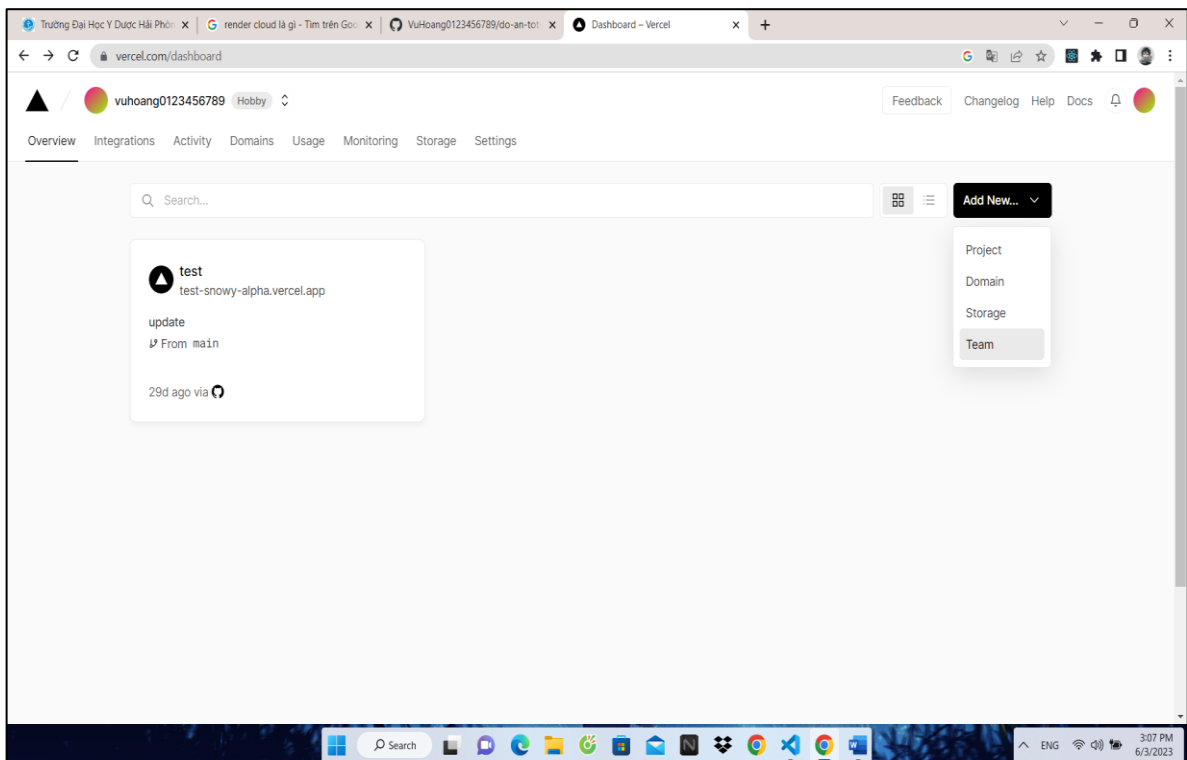 Trường Đại Học Y Dược Hải Phòn
render cloud là gì - Tìm trên Goo
VuHoang0123456789/do-an-tot
Dashboard – Vercel
vercel.com/dashboard
vuhoang0123456789 Hobby
Feedback Changelog Help Docs
Overview Integrations Activity Domains Usage Monitoring Storage Settings
Search...
Add New...
Project
Domain
Storage
Team
test
test-snowy-alpha.vercel.app
update
From main
29d ago via
Search
ENG
3:07 PM
6/3/2023